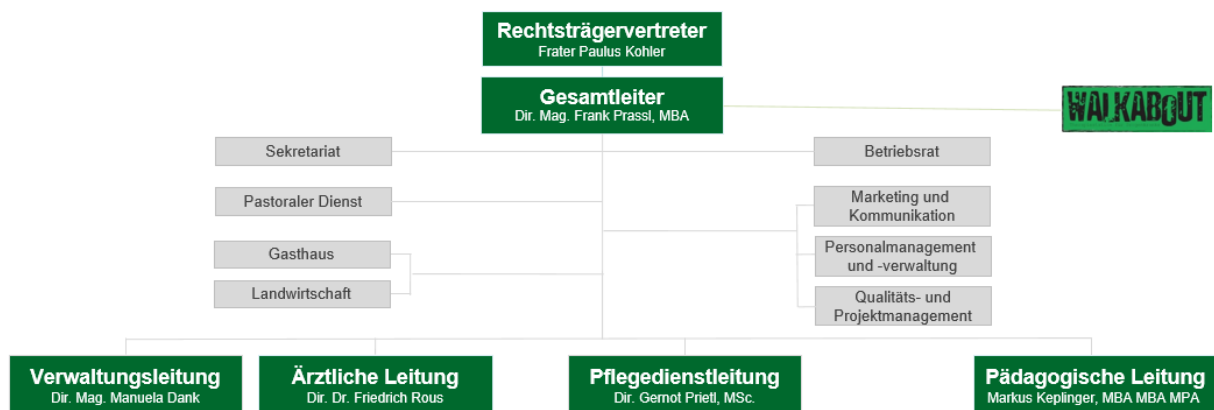 Rechtsträgervertreter
Frater Paulus Kohler
Gesamtleiter
Dir. Mag. Frank Prassl, MBA
WALKABOUT
Sekretariat
Betriebsrat
Pastoraler Dienst
Marketing und
Kommunikation
Gasthaus
Personalmanagement
und -verwaltung
Landwirtschaft
Qualitäts- und
Projektmanagement
Verwaltungsleitung
Dir. Mag. Manuela Dank
Ärztliche Leitung
Dir. Dr. Friedrich Rous
Pflegedienstleitung
Dir. Gernot Prietl, MSc.
Pädagogische Leitung
Markus Keplinger, MBA MBA MPA